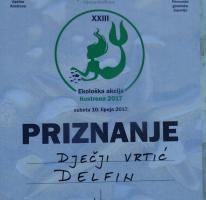 XXIII
Ekološka akcija
Kostrena 2017
subota 10. lipnja 2017.
PRIZNANJE
DJEČJI VRTIĆ
DELFIN